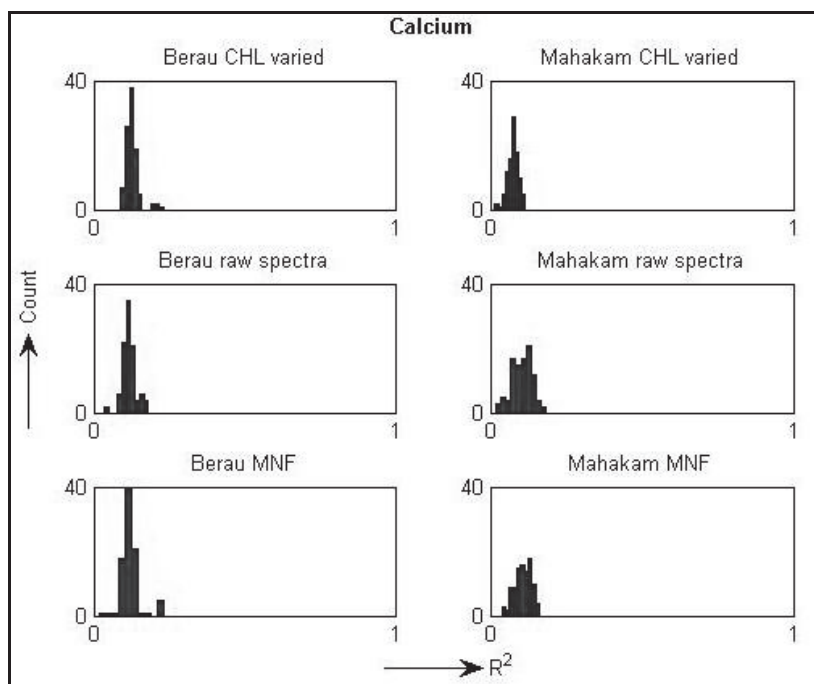 Calcium
Berau CHL varied
Mahakam CHL varied
40
0
0
1
40
0
0
1
Berau raw spectra
Mahakam raw spectra
40
0
0
1
40
0
0
1
Count
Berau MNF
Mahakam MNF
40
0
0
1
40
0
0
1
R²